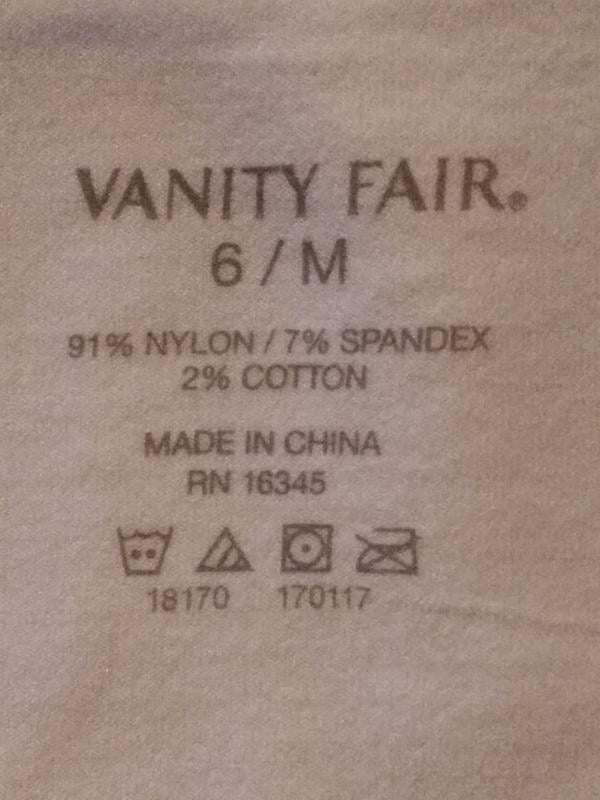 VANITY FAIR®
6 / M
91% NYLON / 7% SPANDEX
2% COTTON
MADE IN CHINA
RN 16345
18170 170117